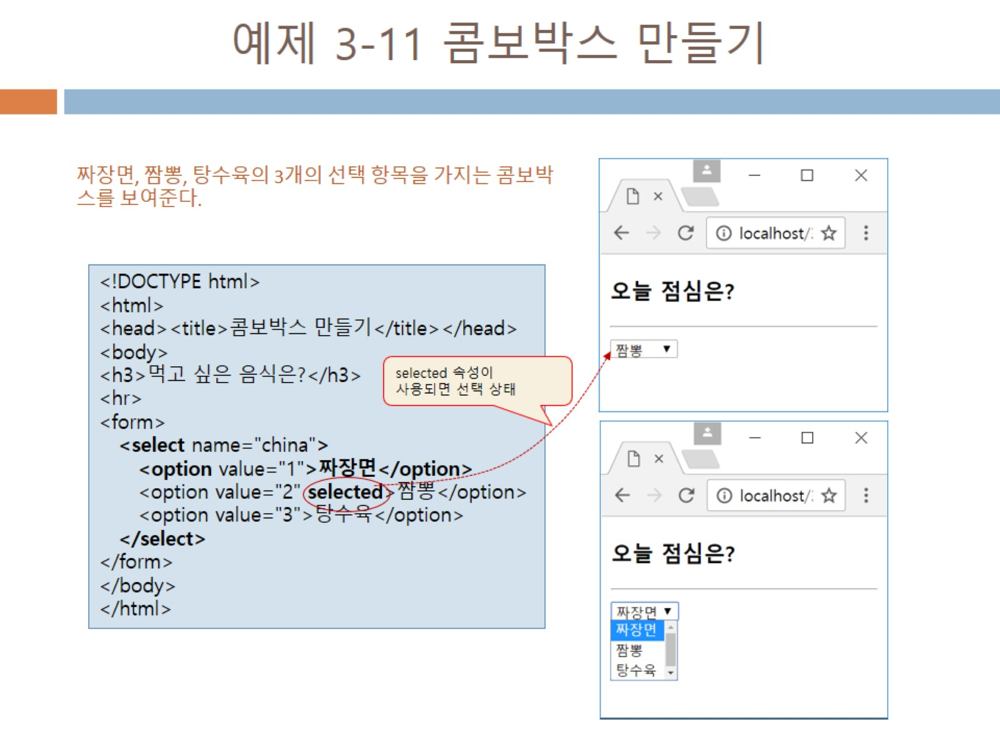 예제 3-11 콤보박스 만들기
짜장면, 짬뽕, 탕수육의 3개의 선택 항목을 가지는 콤보박
스를 보여준다.
<!DOCTYPE html>
<html>
<head><title>콤보박스 만들기</title></head>
<body>
<h3>먹고 싶은 음식은?</h3>
<hr>
<form>
<select name="china">
<option value="1">짜장면</option>
<option value="2" selected>짬뽕</option>
<option value="3">탕수육</option>
</select>
</form>
</body>
</html>
selected 속성이
사용되면 선택 상태
localhost/
오늘 점심은?
짬뽕
localhost/
오늘 점심은?
짜장면
짜장면
짬뽕
탕수육